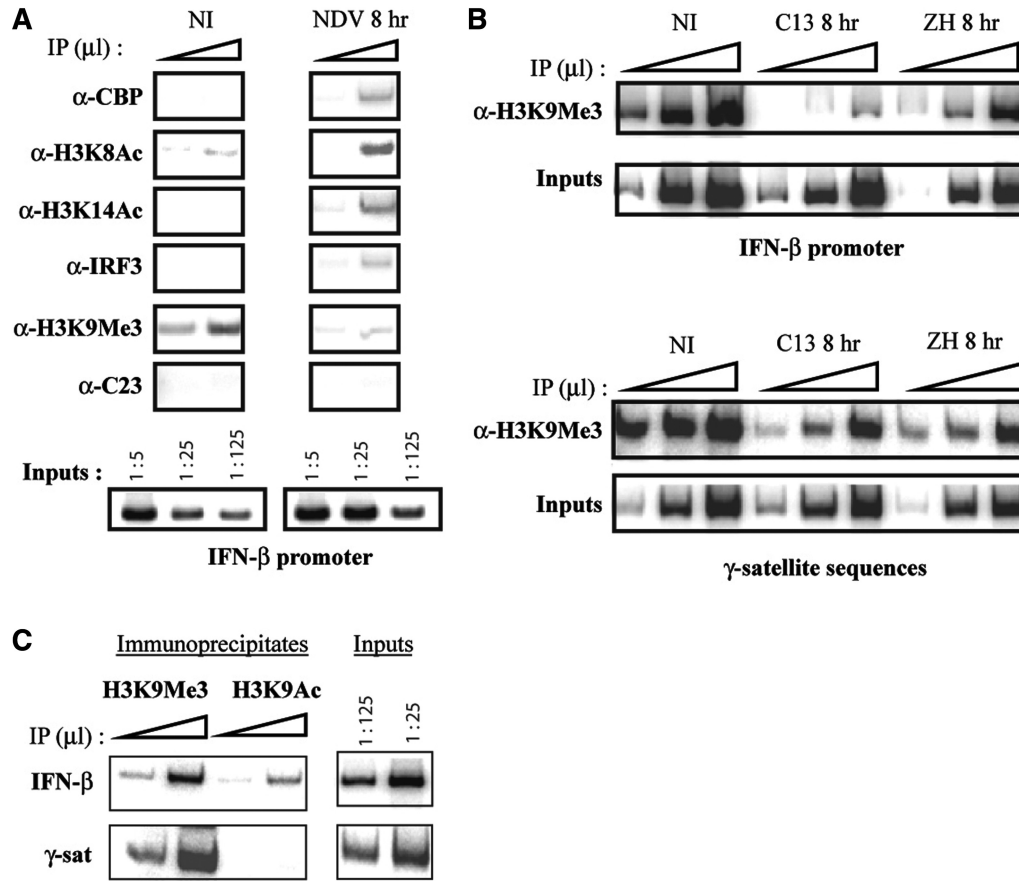 A
NI
NDV 8 hr
IP (µl) :
α-CBP
α-H3K8Ac
α-H3K14Ac
α-IRF3
α-H3K9Me3
α-C23
Inputs :
1:5
1:25
1:125
1:5
1:25
1:125
IFN-β promoter
B
NI
C13 8 hr
ZH 8 hr
IP (µl) :
α-H3K9Me3
Inputs
IFN-β promoter
NI
C13 8 hr
ZH 8 hr
IP (µl) :
α-H3K9Me3
Inputs
γ-satellite sequences
C
Immunoprecipitates
Inputs
H3K9Me3
H3K9Ac
1:125
1:25
IP (µl) :
IFN-β
γ-sat